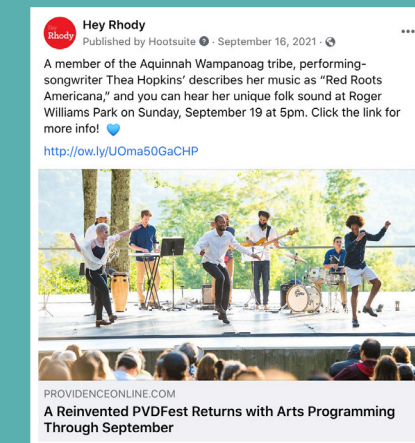 Hey Rhody
Hey
Rhody
Published by Hootsuite · September 16, 2021 ·
A member of the Aquinnah Wampanoag tribe, performing-
songwriter Thea Hopkins' describes her music as “Red Roots
Americana,” and you can hear her unique folk sound at Roger
Williams Park on Sunday, September 19 at 5pm. Click the link for
more info! 💙
http://ow.ly/UOma50GaCHP
PROVIDENCEONLINE.COM
A Reinvented PVDFest Returns with Arts Programming
Through September